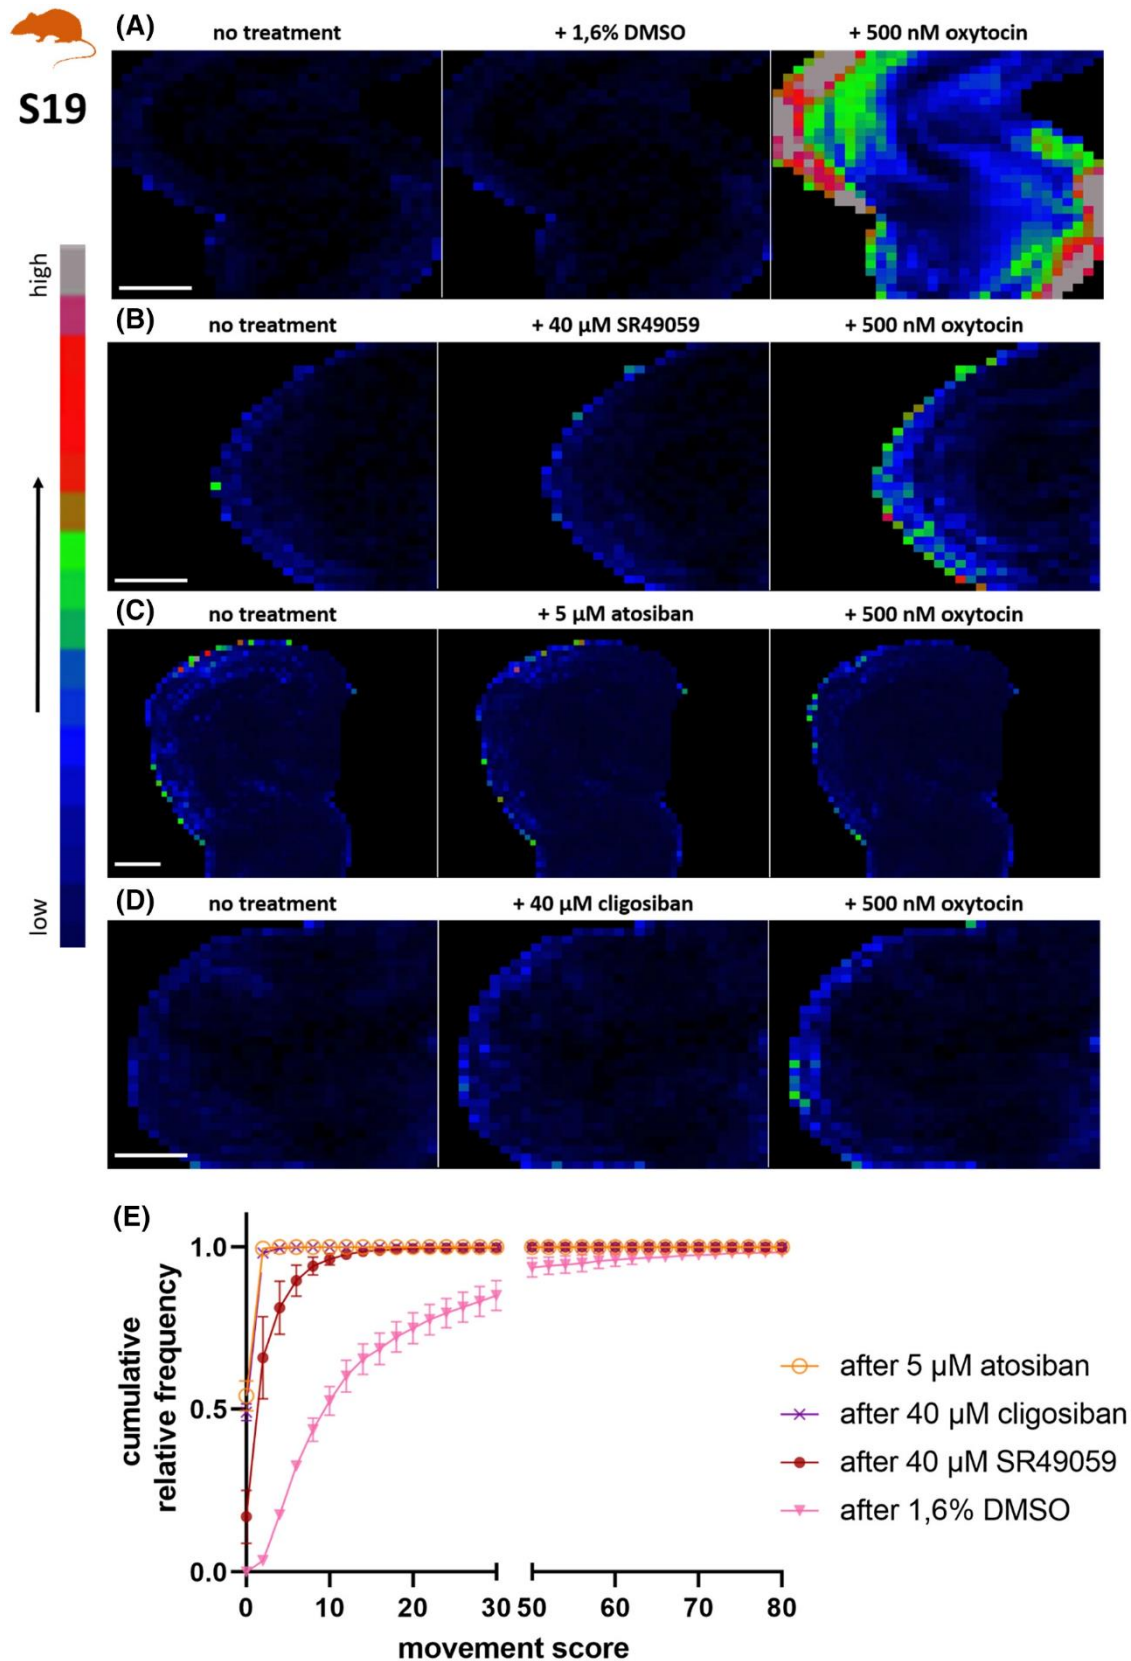 (A)
no treatment + 1,6% DMSO + 500 nM oxytocin
S19
high
low
(B)
no treatment + 40 µM SR49059 + 500 nM oxytocin
(C)
no treatment + 5 µM atosiban + 500 nM oxytocin
(D)
no treatment + 40 µM cligosiban + 500 nM oxytocin
(E)
cumulative
relative frequency
1.0
0.5
0.0
0 10 20 30 50 60 70 80
movement score
after 5 µM atosiban
after 40 µM cligosiban
after 40 µM SR49059
after 1,6% DMSO